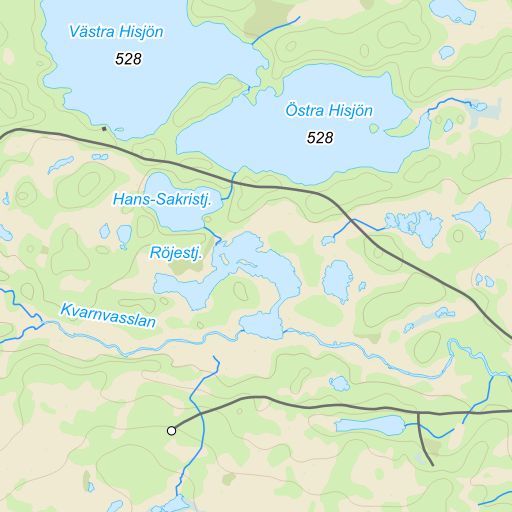 Västra Hisjön
528
Östra Hisjön
528
Hans-Sakristj.
Röjestj.
Kvarnvasslan